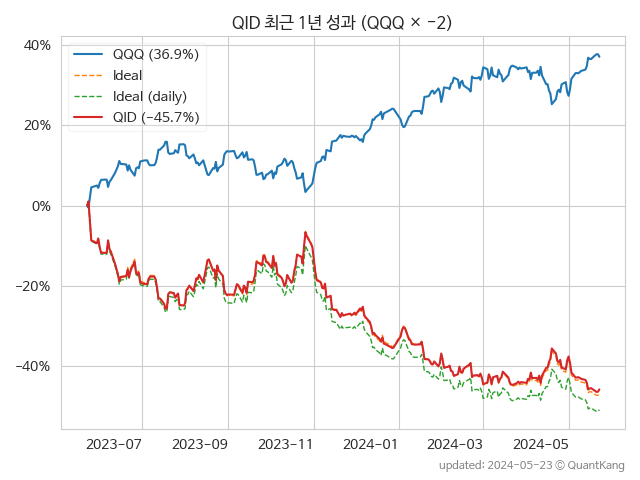 QID 최근 1년 성과 (QQQ × −2)
40%
20%
0%
−20%
−40%
QQQ (36.9%)
Ideal
Ideal (daily)
QID (−45.7%)
2023-07
2023-09
2023-11
2024-01
2024-03
2024-05
updated: 2024-05-23 ⓒ QuantKang